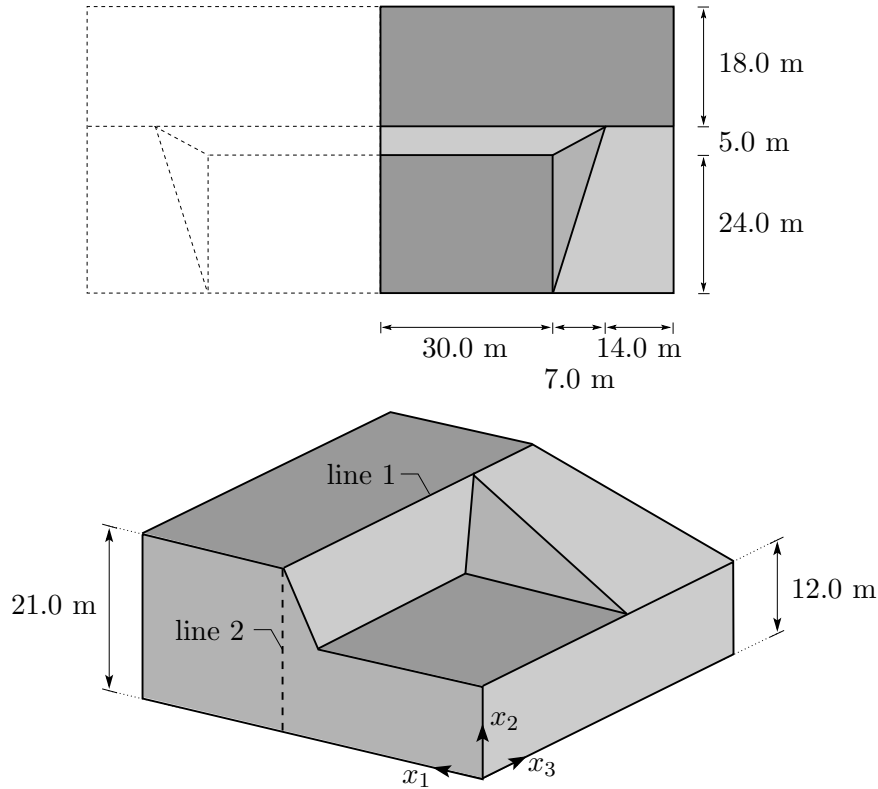 18.0 m
5.0 m
24.0 m
30.0 m
14.0 m
7.0 m
line 1
21.0 m
line 2
12.0 m
x₂
x₃
x₁